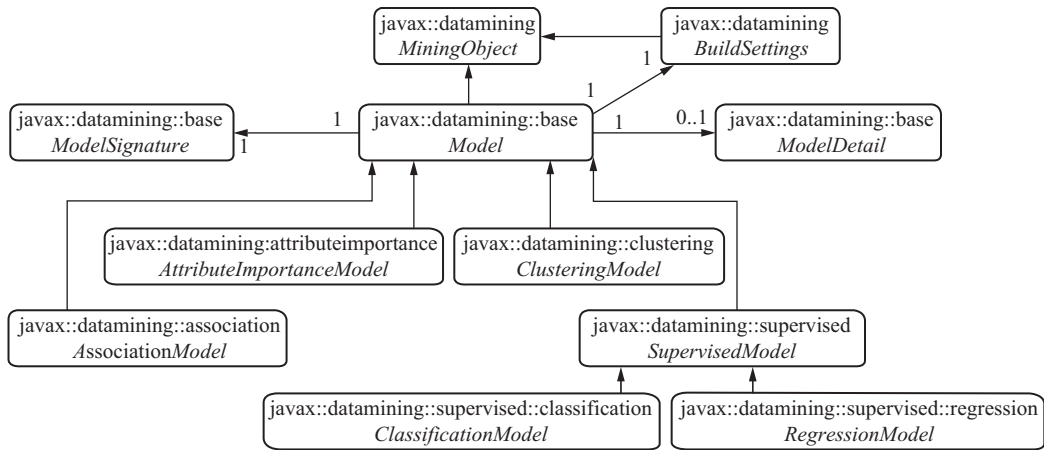 javax::datamining
MiningObject
javax::datamining
BuildSettings
1
1
javax::datamining::base
ModelSignature
1
1
javax::datamining::base
Model
1
0..1
javax::datamining::base
ModelDetail
javax::datamining:attributeimportance
AttributeImportanceModel
javax::datamining::clustering
ClusteringModel
javax::datamining::association
AssociationModel
javax::datamining::supervised
SupervisedModel
javax::datamining::supervised::classification
ClassificationModel
javax::datamining::supervised::regression
RegressionModel